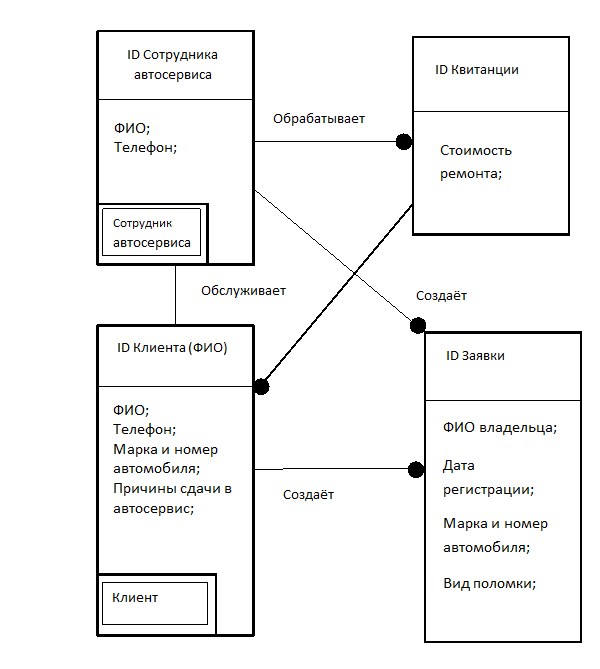 ID Сотрудника
автосервиса
ФИО;
Телефон;
Сотрудник
автосервиса
Обрабатывает
ID Квитанции
Стоимость
ремонта;
Обслуживает
Создаёт
ID Клиента (ФИО)
ФИО;
Телефон;
Марка и номер
автомобиля;
Причины сдачи в
автосервис;
Клиент
Создаёт
ID Заявки
ФИО владельца;
Дата
регистрации;
Марка и номер
автомобиля;
Вид поломки;